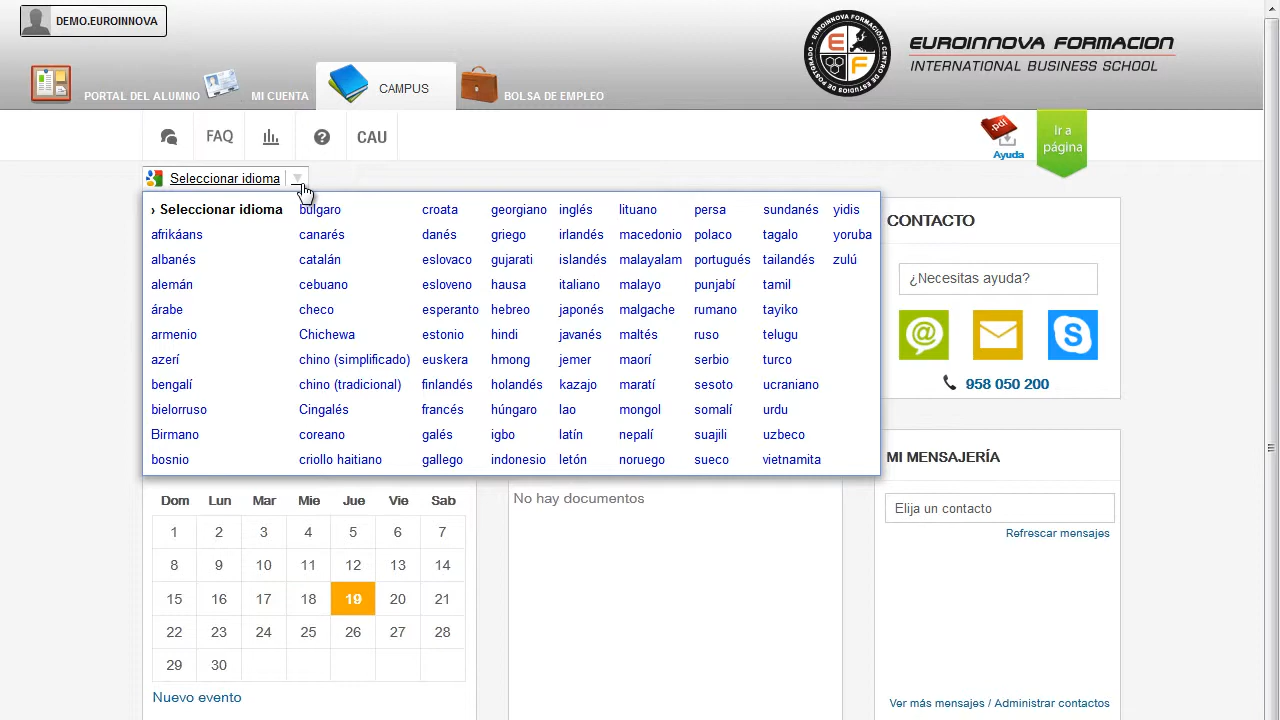 DEMO.EUROINNOVA
EUROINNOVA FORMACION
INTERNATIONAL BUSINESS SCHOOL
EUROINNOVA FORMACIÓN
CENTRO DE ESTUDIOS DE POSTGRADO
E
F
PORTAL DEL ALUMNO
MI CUENTA
CAMPUS
BOLSA DE EMPLEO
FAQ
?
CAU
.pdf
Ayuda
Ir a
página
Seleccionar idioma
› Seleccionar idioma búlgaro croata georgiano inglés lituano persa sundanés yidis
afrikáans canarés danés griego irlandés macedonio polaco tagalo yoruba
albanés catalán eslovaco gujarati islandés malayalam portugués tailandés zulú
alemán cebuano esloveno hausa italiano malayo punjabí tamil
árabe checo esperanto hebreo japonés malgache rumano tayiko
armenio Chichewa estonio hindi javanés maltés ruso telugu
azerí chino (simplificado) euskera hmong jemer maorí serbio turco
bengalí chino (tradicional) finlandés holandés kazajo maratí sesoto ucraniano
bielorruso Cingalés francés húngaro lao mongol somalí urdu
Birmano coreano galés igbo latín nepalí suajili uzbeco
bosnio criollo haitiano gallego indonesio letón noruego sueco vietnamita
CONTACTO
¿Necesitas ayuda?
@
S
958 050 200
Dom Lun Mar Mie Jue Vie Sab
1 2 3 4 5 6 7
8 9 10 11 12 13 14
15 16 17 18 19 20 21
22 23 24 25 26 27 28
29 30
Nuevo evento
No hay documentos
MI MENSAJERÍA
Elija un contacto
Refrescar mensajes
Ver más mensajes / Administrar contactos